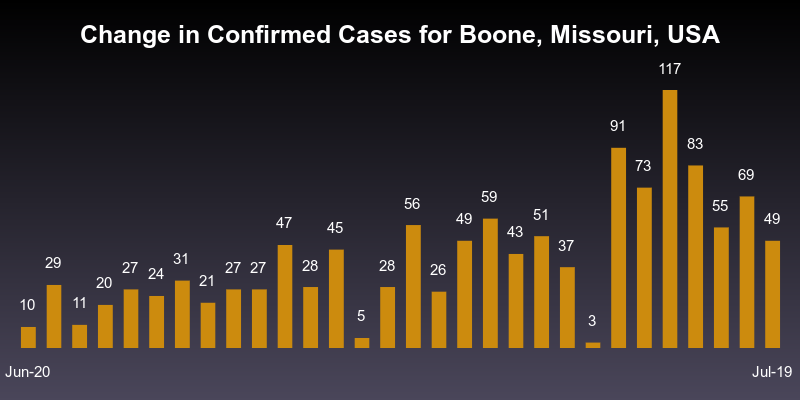 Change in Confirmed Cases for Boone, Missouri, USA
10 29 11 20 27 24 31 21 27 27 47 28 45 5 28 56 26 49 59 43 51 37 3 91 73 117 83 55 69 49
Jun-20 Jul-19